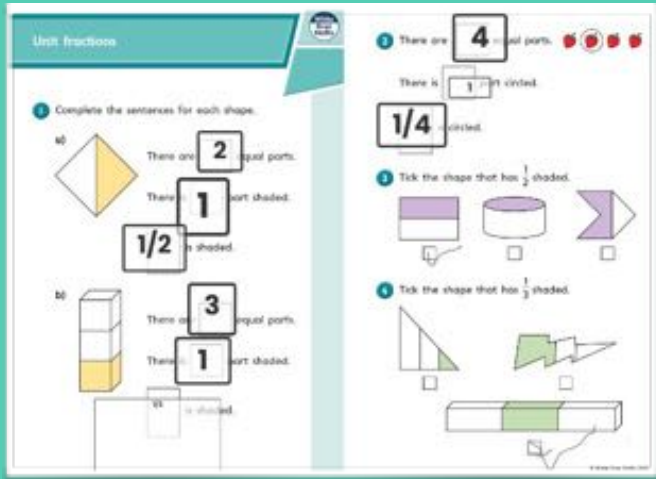 Unit fractions
1 Complete the sentences for each shape.
a)
There are 2 equal parts.
There is 1 part shaded.
1/2 is shaded.
b)
There are 3 equal parts.
There is 1 part shaded.
is shaded.
2 There are 4 equal parts.
There is 1 part circled.
1/4 is circled.
3 Tick the shape that has 1/2 shaded.
4 Tick the shape that has 1/3 shaded.